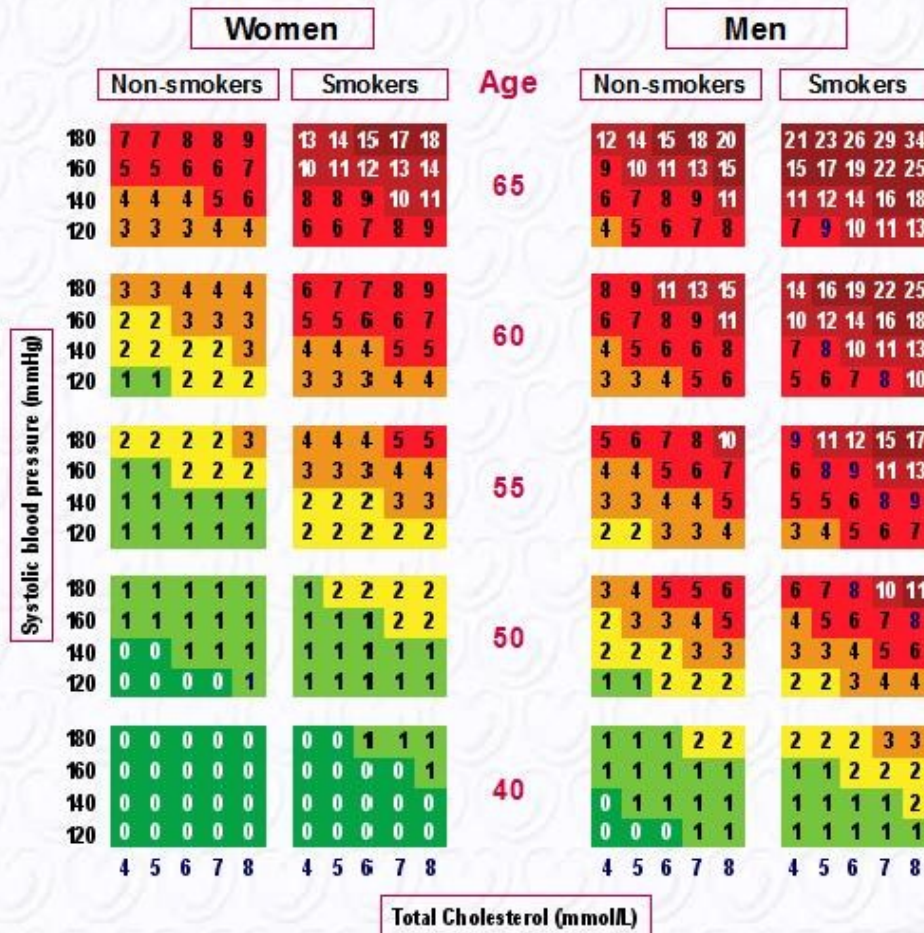 Women Men
Non-smokers Smokers Age Non-smokers Smokers
180 7 7 8 8 9 13 14 15 17 18 12 14 15 18 20 21 23 26 29 34
160 5 5 6 6 7 10 11 12 13 14 9 10 11 13 15 15 17 19 22 25
65
140 4 4 4 5 6 8 8 9 10 11 6 7 8 9 11 11 12 14 16 18
120 3 3 3 4 4 6 6 7 8 9 4 5 6 7 8 7 9 10 11 13
180 3 3 4 4 4 6 7 7 8 9 8 9 11 13 15 14 16 19 22 25
160 2 2 3 3 3 5 5 6 6 7 6 7 8 9 11 10 12 14 16 18
60
140 2 2 2 2 3 4 4 4 5 5 4 5 6 6 8 7 8 10 11 13
120 1 1 2 2 2 3 3 3 4 4 3 3 4 5 6 5 6 7 8 10
Systolic blood pressure (mmHg)
180 2 2 2 2 3 4 4 4 5 5 5 6 7 8 10 9 11 12 15 17
160 1 1 2 2 2 3 3 3 4 4 4 4 5 6 7 6 8 9 11 13
55
140 1 1 1 1 1 2 2 2 3 3 3 3 4 4 5 5 5 6 8 9
120 1 1 1 1 1 2 2 2 2 2 2 2 3 3 4 3 4 5 6 7
180 1 1 1 1 1 1 2 2 2 2 3 4 5 5 6 6 7 8 10 11
160 1 1 1 1 1 1 1 1 2 2 2 3 3 4 5 4 5 6 7 8
50
140 0 0 1 1 1 1 1 1 1 1 2 2 2 3 3 3 3 4 5 6
120 0 0 0 0 1 1 1 1 1 1 1 1 2 2 2 2 2 3 4 4
180 0 0 0 0 0 0 0 1 1 1 1 1 1 2 2 2 2 2 3 3
160 0 0 0 0 0 0 0 0 0 1 1 1 1 1 1 1 1 2 2 2
40
140 0 0 0 0 0 0 0 0 0 0 0 1 1 1 1 1 1 1 1 2
120 0 0 0 0 0 0 0 0 0 0 0 0 0 1 1 1 1 1 1 1
4 5 6 7 8 4 5 6 7 8 4 5 6 7 8 4 5 6 7 8
Total Cholesterol (mmol/L)